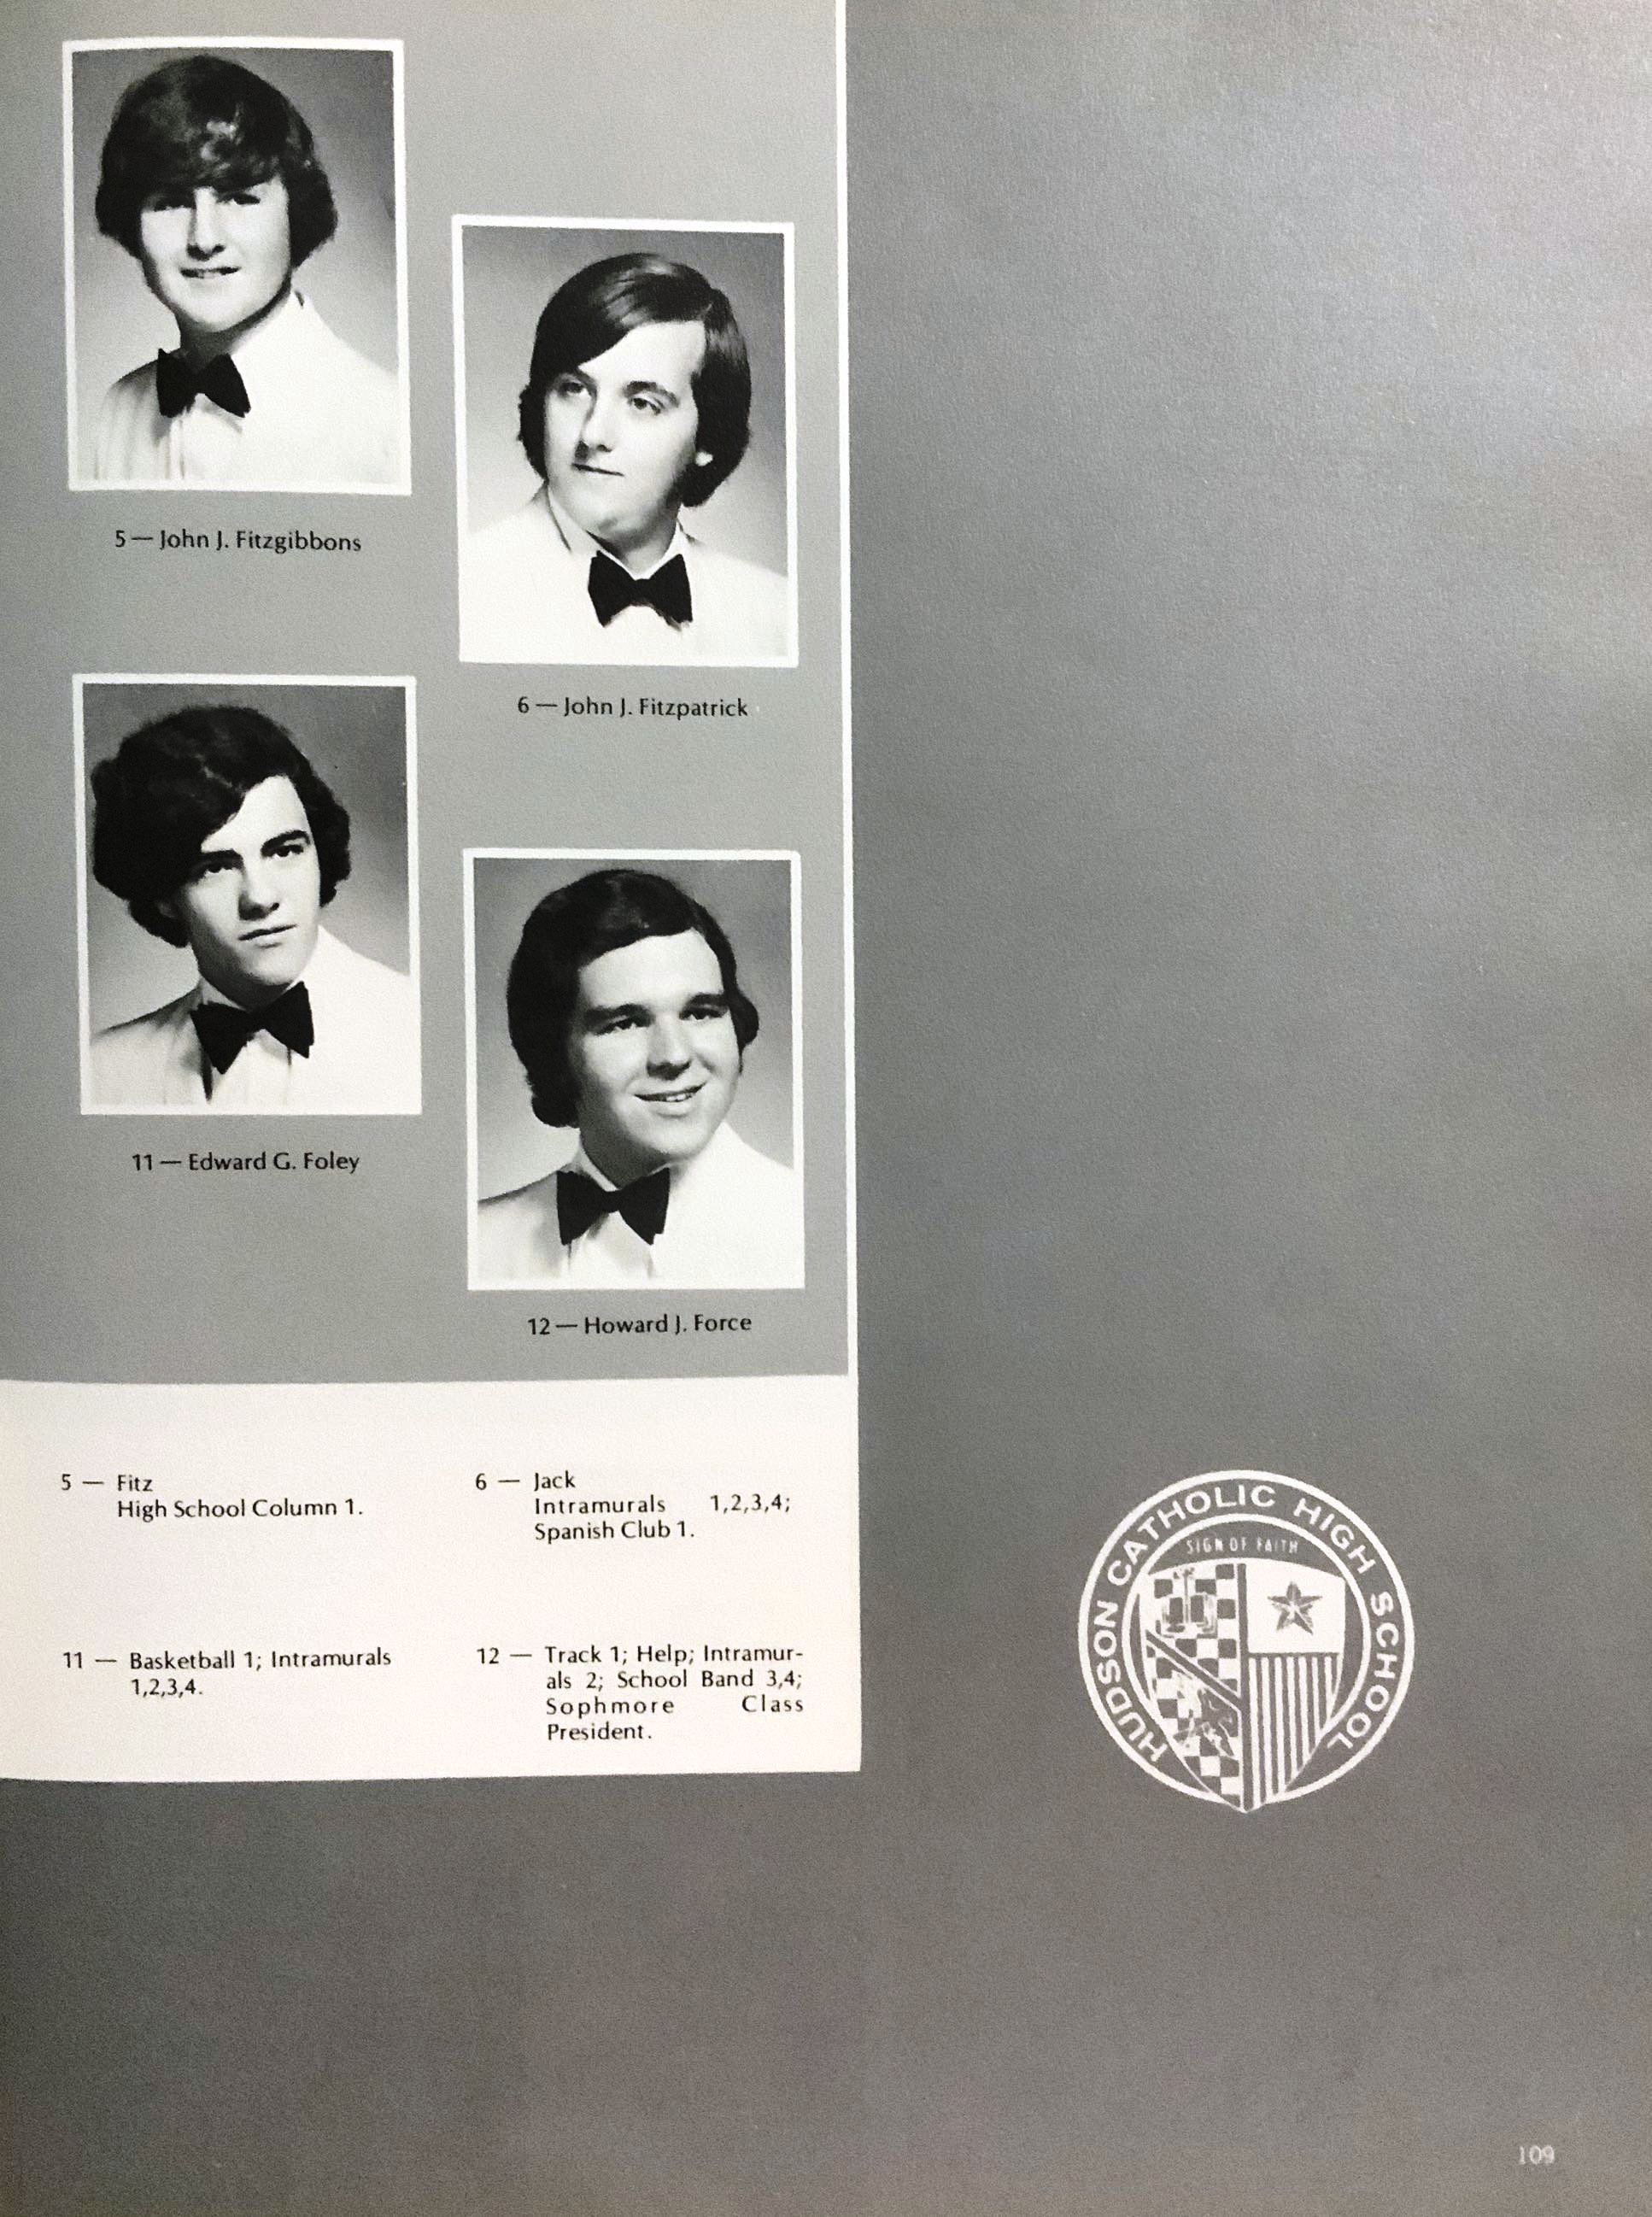 5 — John J. Fitzgibbons
6 — John J. Fitzpatrick
11 — Edward G. Foley
12 — Howard J. Force
5 — Fitz
High School Column 1.
6 — Jack
Intramurals 1,2,3,4;
Spanish Club 1.
11 — Basketball 1; Intramurals
1,2,3,4.
12 — Track 1; Help; Intramur-
als 2; School Band 3,4;
Sophmore Class
President.
HUDSON CATHOLIC HIGH SCHOOL
SIGN OF FAITH
109